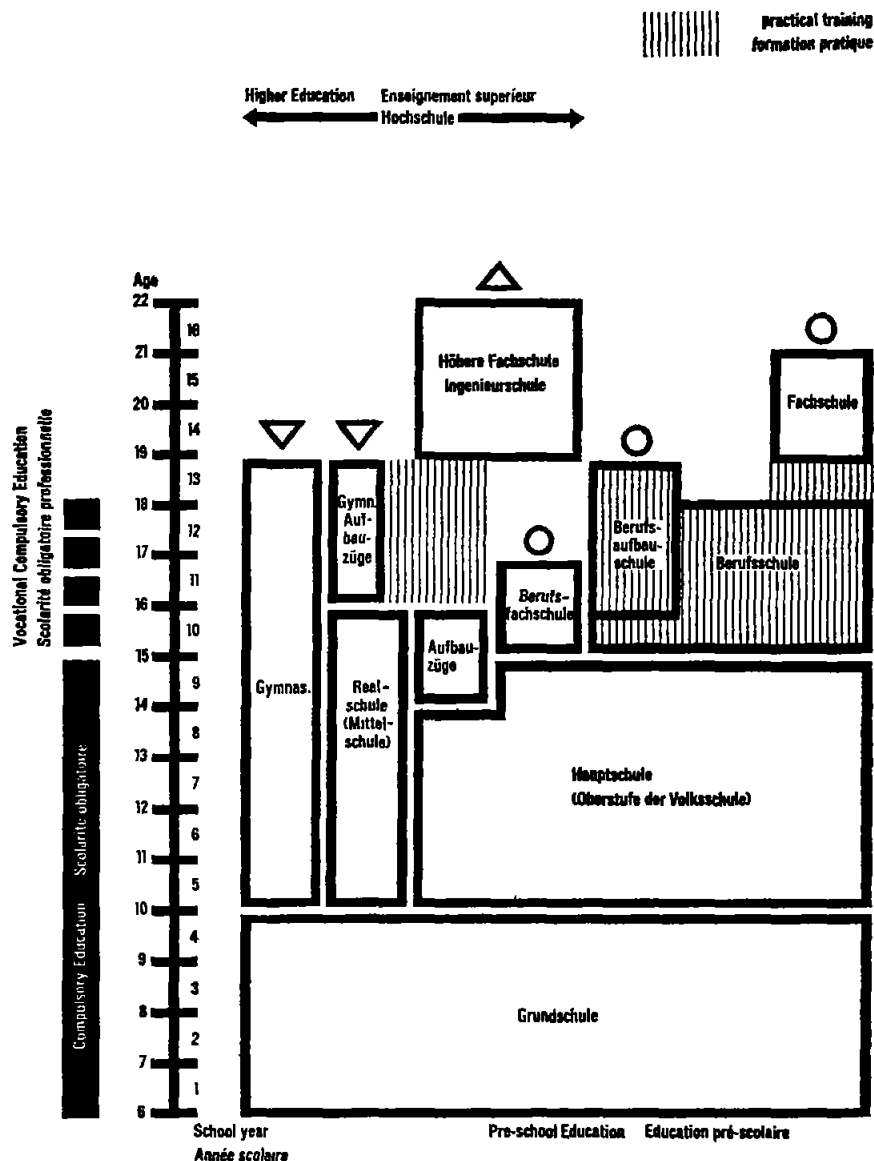 practical training
formation pratique
Higher Education Enseignement superieur
Hochschule
Age
22
16
21
15
20
14
19
13
18
12
17
11
16
10
15
9
14
8
13
7
12
6
11
5
10
4
9
3
8
2
7
1
6
Vocational Compulsory Education
Scolarité obligatoire professionnelle
Compulsory Education Scolarité obligatoire
Höhere Fachschule
Ingenieurschule
Fachschule
Gymn.
Auf-
bau-
züge
Berufs-
aufbau-
schule
Berufsschule
Berufs-
fachschule
Aufbau-
züge
Gymnas.
Real-
schule
(Mittel-
schule)
Hauptschule
(Oberstufe der Volksschule)
Grundschule
School year
Année scolaire
Pre-school Education Education pré-scolaire